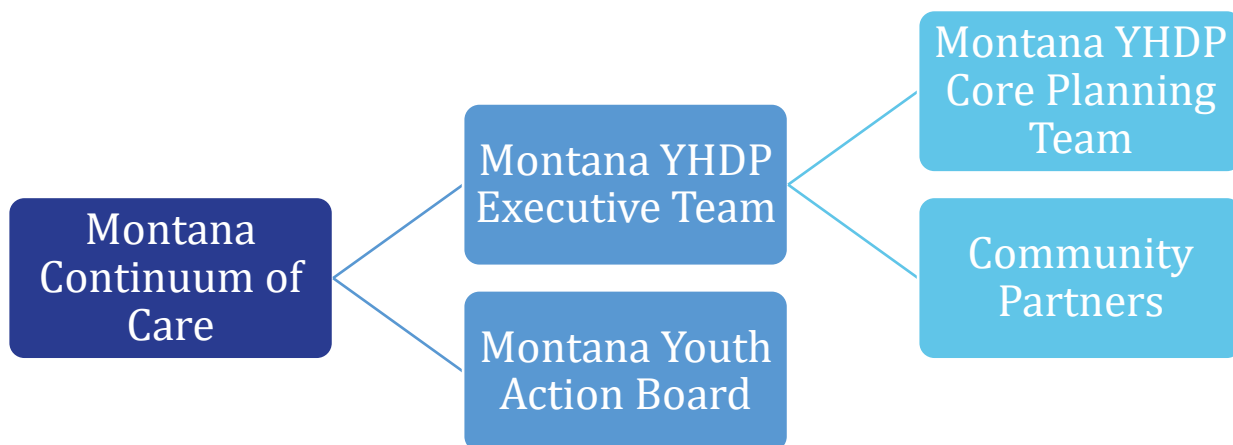 Montana
Continuum of
Care
Montana YHDP
Executive Team
Montana Youth
Action Board
Montana YHDP
Core Planning
Team
Community
Partners